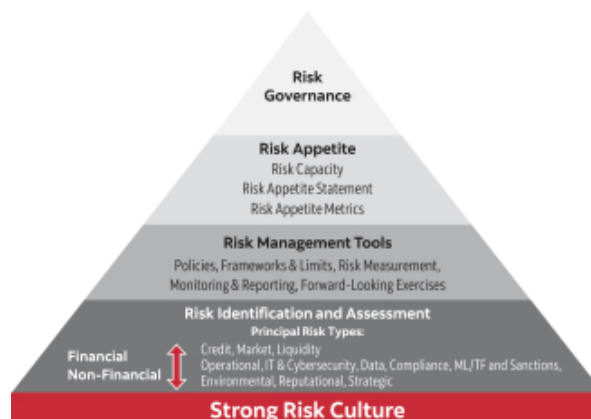 Risk
Governance
Risk Appetite
Risk Capacity
Risk Appetite Statement
Risk Appetite Metrics
Risk Management Tools
Policies, Frameworks & Limits, Risk Measurement,
Monitoring & Reporting, Forward-Looking Exercises
Risk Identification and Assessment
Principal Risk Types:
Financial
Credit, Market, Liquidity
Non-Financial
Operational, IT & Cybersecurity, Data, Compliance, ML/TF and Sanctions,
Environmental, Reputational, Strategic
Strong Risk Culture